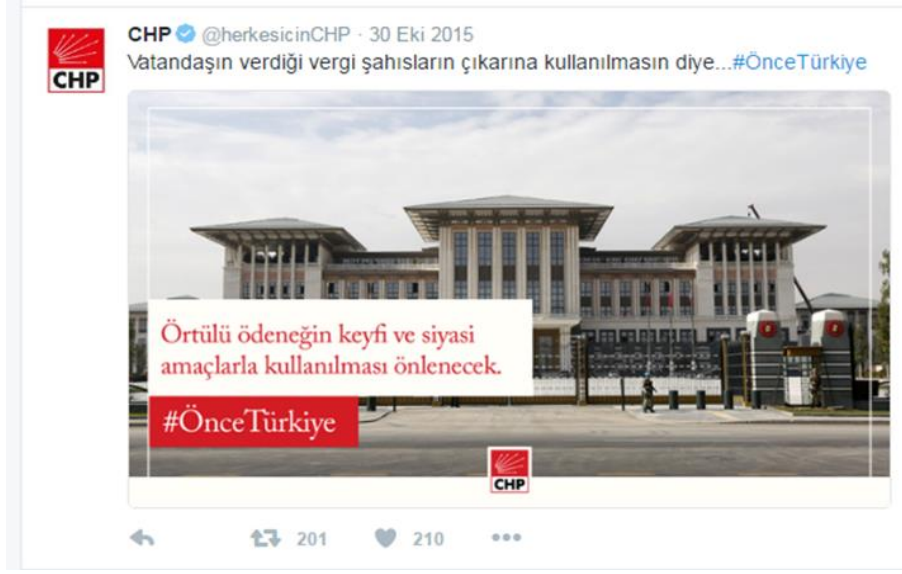 CHP @herkesicinCHP · 30 Eki 2015
Vatandaşın verdiği vergi şahısların çıkarına kullanılmasın diye...#ÖnceTürkiye
CHP
Örtülü ödeneğin keyfi ve siyasi
amaçlarla kullanılması önlenecek.
#ÖnceTürkiye
CHP
201 210